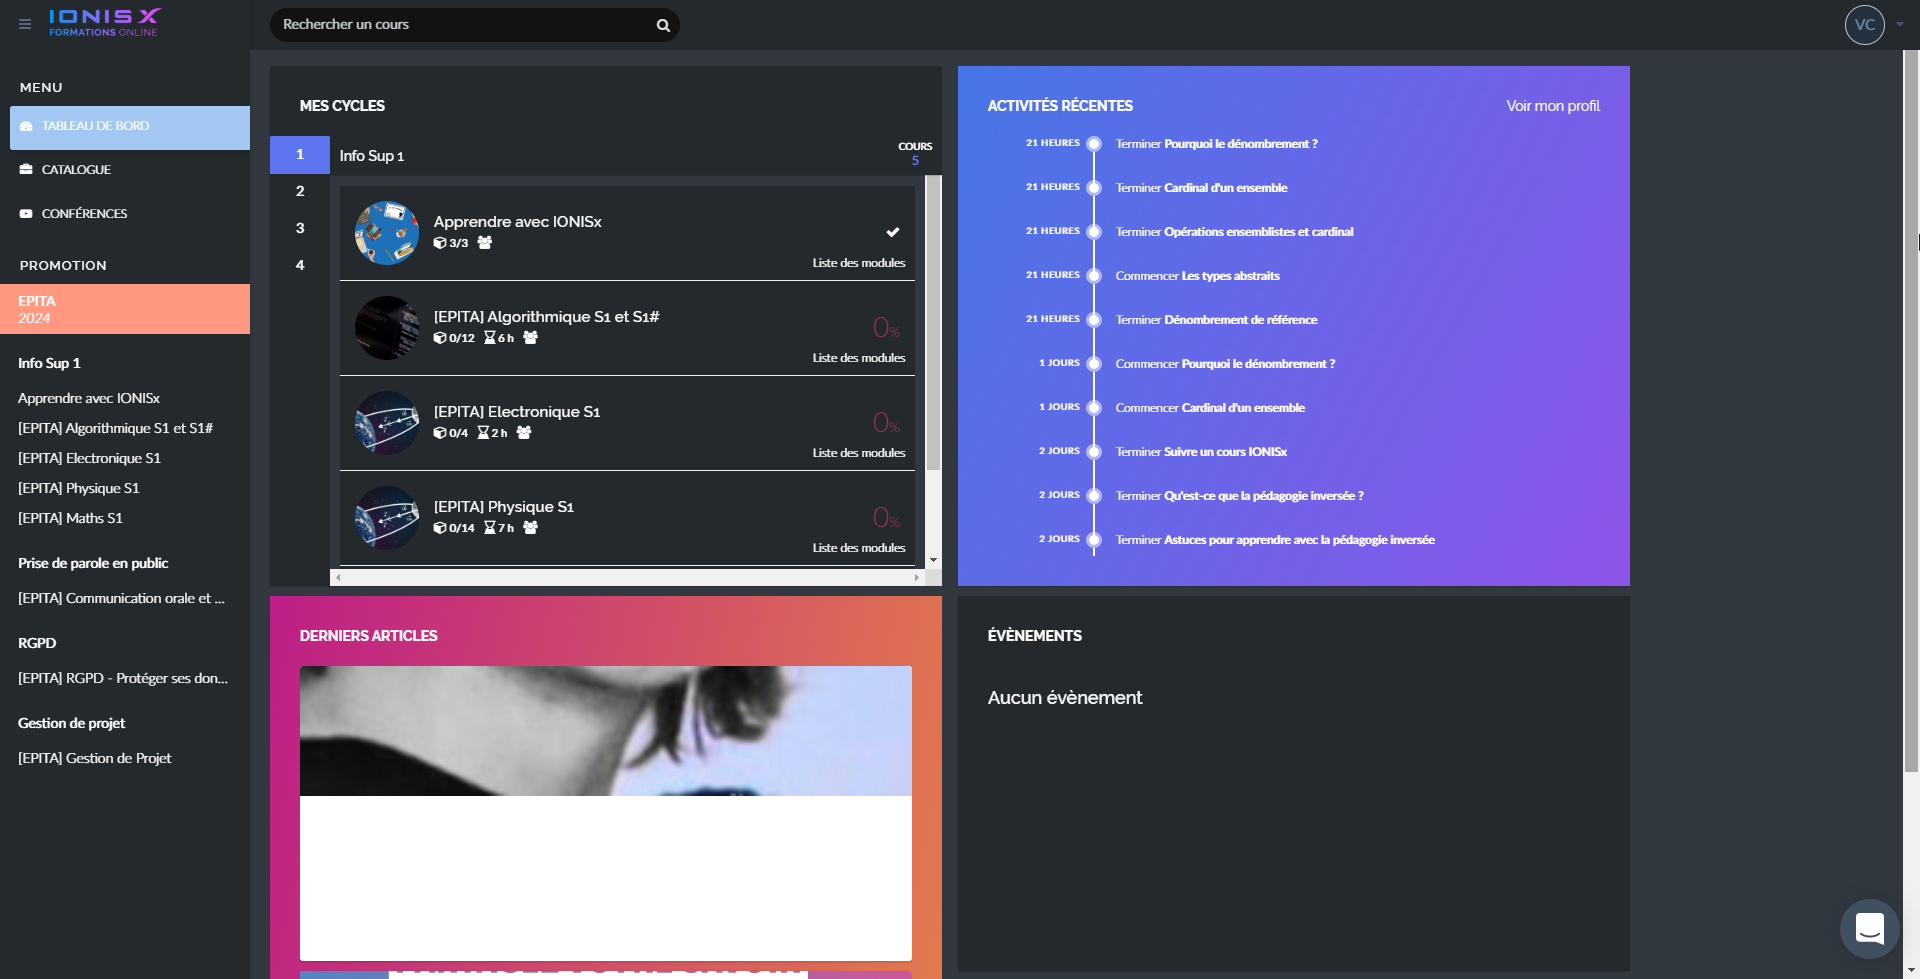 IONISX
FORMATIONS ONLINE
Rechercher un cours
VC
MENU
TABLEAU DE BORD
CATALOGUE
CONFÉRENCES
PROMOTION
EPITA
2024
Info Sup 1
Apprendre avec IONISx
[EPITA] Algorithmique S1 et S1#
[EPITA] Electronique S1
[EPITA] Physique S1
[EPITA] Maths S1
Prise de parole en public
[EPITA] Communication orale et ...
RGPD
[EPITA] RGPD - Protéger ses don...
Gestion de projet
[EPITA] Gestion de Projet
MES CYCLES
1
2
3
4
Info Sup 1
COURS
5
Apprendre avec IONISx
3/3
Liste des modules
[EPITA] Algorithmique S1 et S1#
0/12 6 h
0%
Liste des modules
[EPITA] Electronique S1
0/4 2 h
0%
Liste des modules
[EPITA] Physique S1
0/14 7 h
0%
Liste des modules
ACTIVITÉS RÉCENTES
Voir mon profil
21 HEURES Terminer Pourquoi le dénombrement ?
21 HEURES Terminer Cardinal d'un ensemble
21 HEURES Terminer Opérations ensemblistes et cardinal
21 HEURES Commencer Les types abstraits
21 HEURES Terminer Dénombrement de référence
1 JOURS Commencer Pourquoi le dénombrement ?
1 JOURS Commencer Cardinal d'un ensemble
2 JOURS Terminer Suivre un cours IONISx
2 JOURS Terminer Qu'est-ce que la pédagogie inversée ?
2 JOURS Terminer Astuces pour apprendre avec la pédagogie inversée
DERNIERS ARTICLES
ÉVÈNEMENTS
Aucun évènement